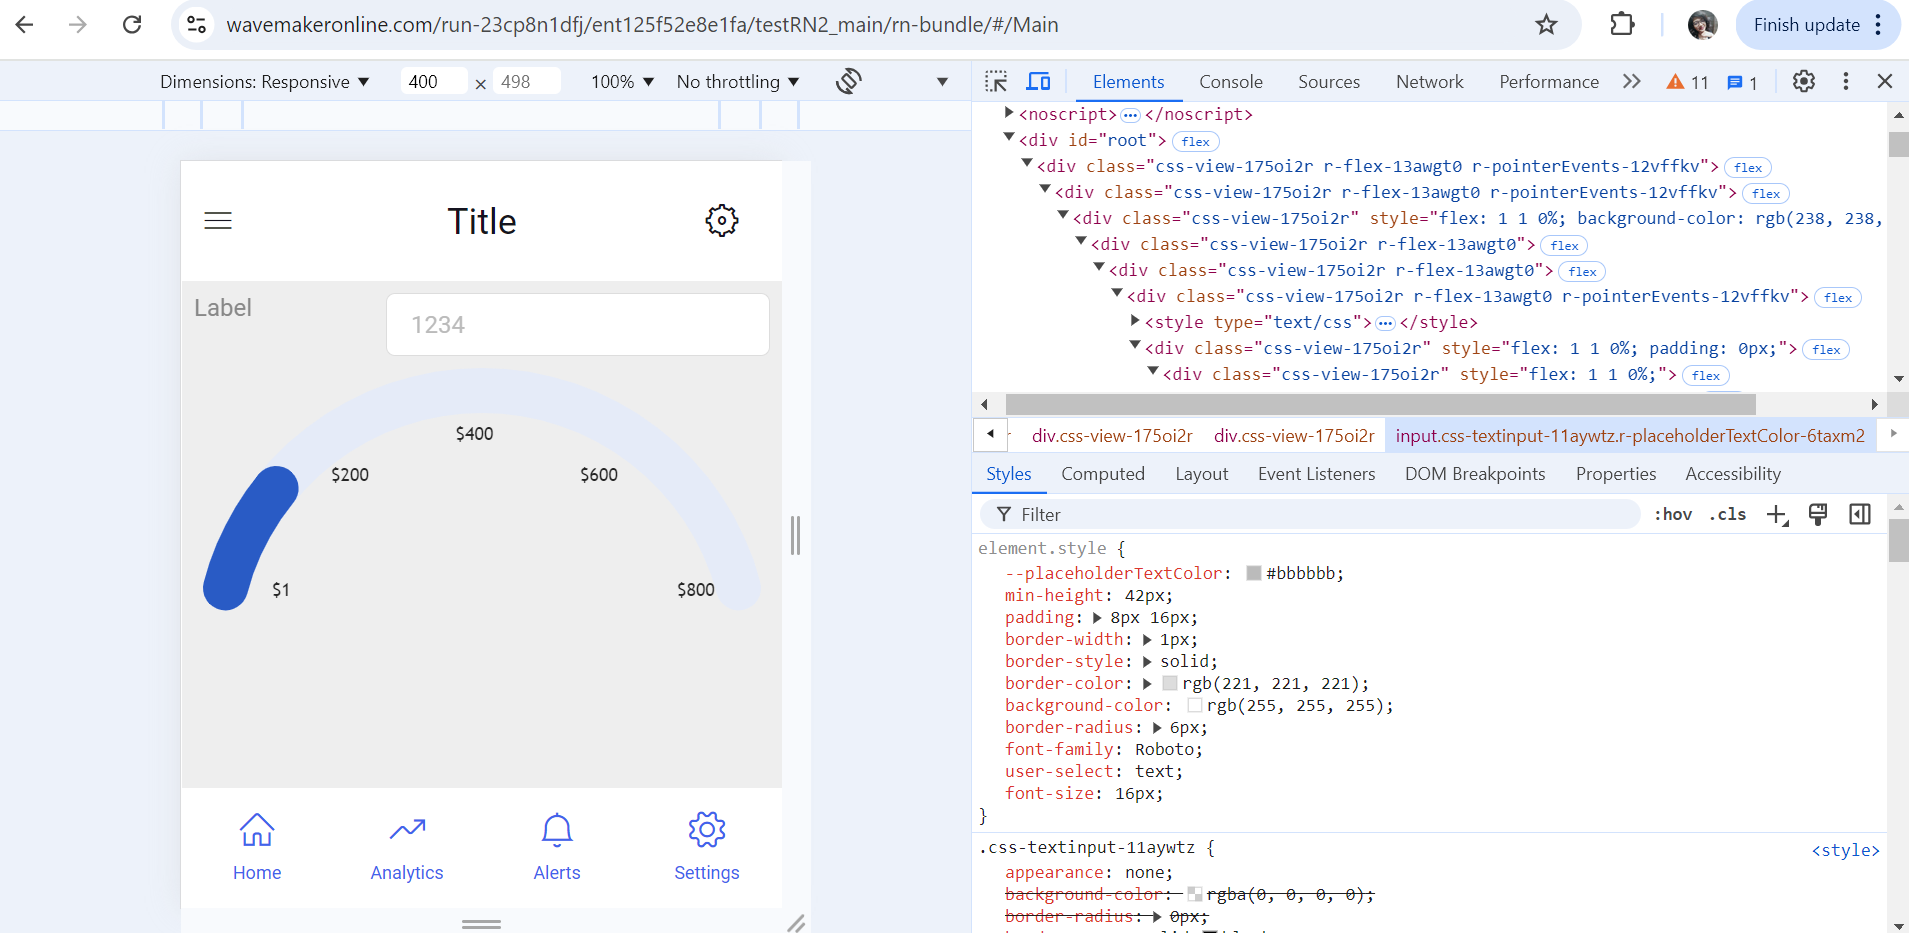 wavemakeronline.com/run-23cp8n1dfj/ent125f52e8e1fa/testRN2_main/rn-bundle/#/Main
Finish update
Dimensions: Responsive 400 × 498 100% No throttling
Elements Console Sources Network Performance 11 1
<noscript> ••• </noscript>
<div id="root"> flex
<div class="css-view-175oi2r r-flex-13awgt0 r-pointerEvents-12vffkv"> flex
<div class="css-view-175oi2r r-flex-13awgt0 r-pointerEvents-12vffkv"> flex
<div class="css-view-175oi2r" style="flex: 1 1 0%; background-color: rgb(238, 238,
<div class="css-view-175oi2r r-flex-13awgt0"> flex
<div class="css-view-175oi2r r-flex-13awgt0"> flex
<div class="css-view-175oi2r r-flex-13awgt0 r-pointerEvents-12vffkv"> flex
<style type="text/css"> ••• </style>
<div class="css-view-175oi2r" style="flex: 1 1 0%; padding: 0px;"> flex
<div class="css-view-175oi2r" style="flex: 1 1 0%;"> flex
div.css-view-175oi2r div.css-view-175oi2r input.css-textinput-11aywtz.r-placeholderTextColor-6taxm2
Styles Computed Layout Event Listeners DOM Breakpoints Properties Accessibility
Filter :hov .cls
element.style {
--placeholderTextColor: #bbbbbb;
min-height: 42px;
padding: 8px 16px;
border-width: 1px;
border-style: solid;
border-color: rgb(221, 221, 221);
background-color: rgb(255, 255, 255);
border-radius: 6px;
font-family: Roboto;
user-select: text;
font-size: 16px;
}
.css-textinput-11aywtz { <style>
appearance: none;
background-color: rgba(0, 0, 0, 0);
border-radius: 0px;
Title
Label
1234
$400
$200
$600
$1
$800
Home
Analytics
Alerts
Settings